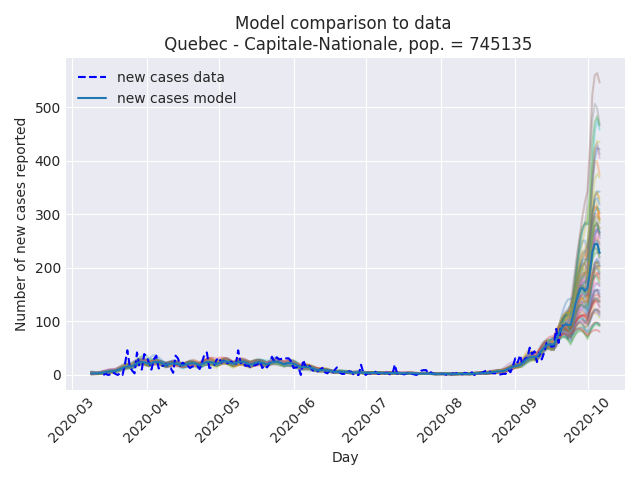 Model comparison to data
Quebec - Capitale-Nationale, pop. = 745135
new cases data
new cases model
Number of new cases reported
500
400
300
200
100
0
2020-03
2020-04
2020-05
2020-06
2020-07
2020-08
2020-09
2020-10
Day